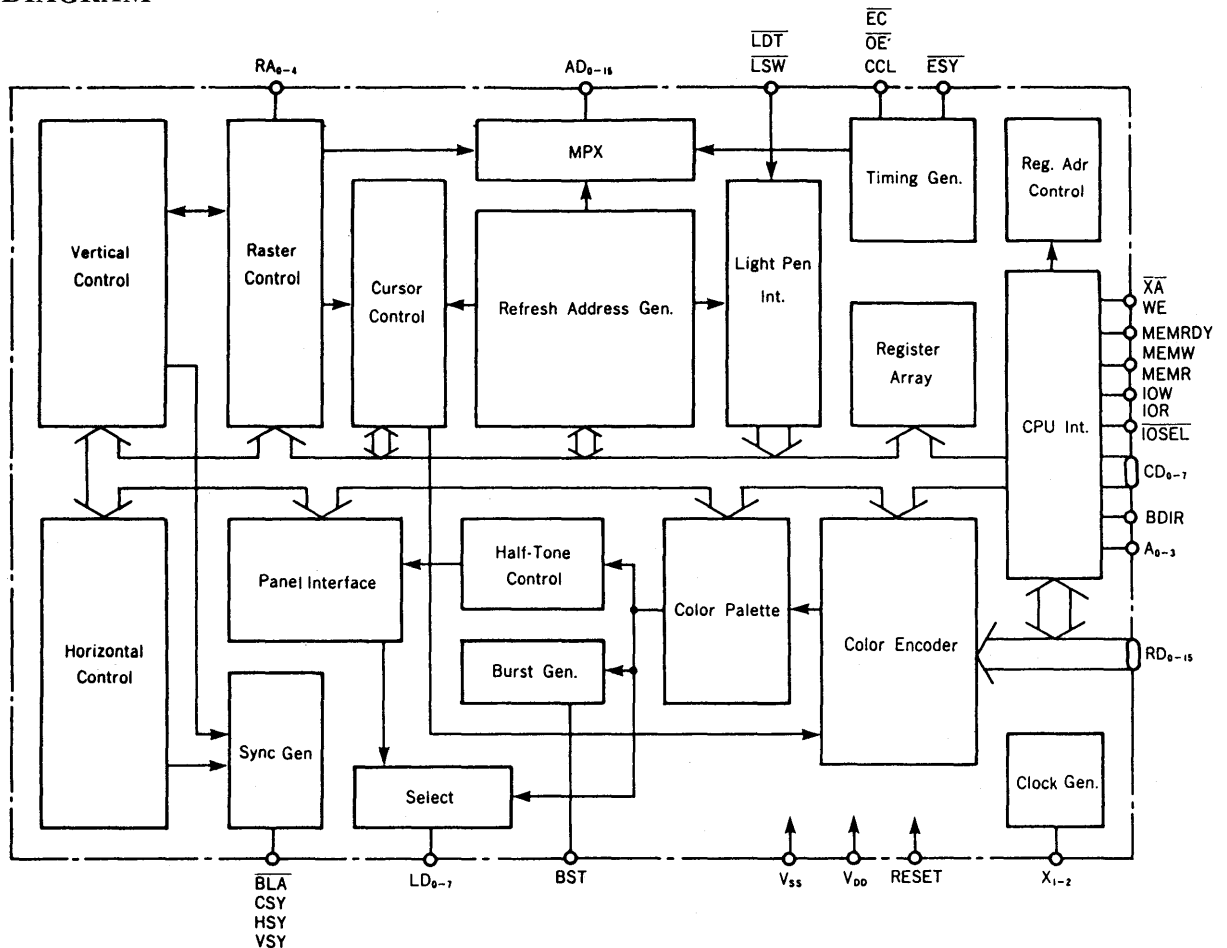 DIAGRAM
EC
OE'
CCL
LDT
LSW
ESY
RA₀₋₄
AD₀₋₁₅
MPX
Timing Gen.
Reg. Adr
Control
Vertical
Control
Raster
Control
Cursor
Control
Refresh Address Gen.
Light Pen
Int.
Register
Array
CPU Int.
XA
WE
MEMRDY
MEMW
MEMR
IOW
IOR
IOSEL
CD₀₋₇
BDIR
A₀₋₃
Horizontal
Control
Panel Interface
Half-Tone
Control
Burst Gen.
Color Palette
Color Encoder
RD₀₋₁₅
Sync Gen
Select
Clock Gen.
BLA
CSY
HSY
VSY
LD₀₋₇
BST
Vss
VDD
RESET
X₁₋₂